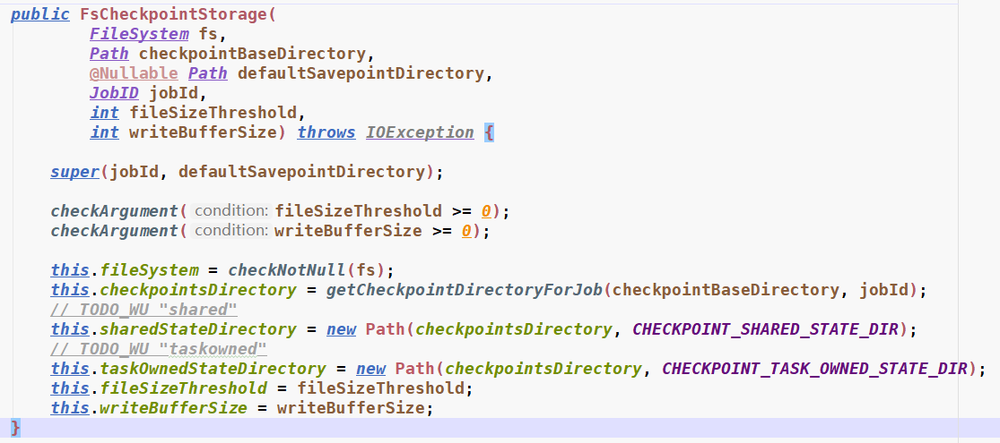 public FsCheckpointStorage(
        FileSystem fs,
        Path checkpointBaseDirectory,
        @Nullable Path defaultSavepointDirectory,
        JobID jobId,
        int fileSizeThreshold,
        int writeBufferSize) throws IOException {
    super(jobId, defaultSavepointDirectory);
    checkArgument( condition: fileSizeThreshold >= 0);
    checkArgument( condition: writeBufferSize >= 0);
    this.fileSystem = checkNotNull(fs);
    this.checkpointsDirectory = getCheckpointDirectoryForJob(checkpointBaseDirectory, jobId);
    // TODO_WU "shared"
    this.sharedStateDirectory = new Path(checkpointsDirectory, CHECKPOINT_SHARED_STATE_DIR);
    // TODO_WU "taskowned"
    this.taskOwnedStateDirectory = new Path(checkpointsDirectory, CHECKPOINT_TASK_OWNED_STATE_DIR);
    this.fileSizeThreshold = fileSizeThreshold;
    this.writeBufferSize = writeBufferSize;
}